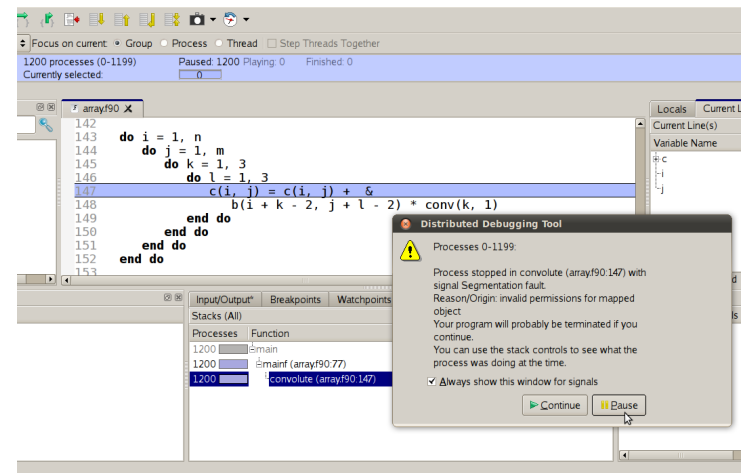 Focus on current: Group Process Thread Step Threads Together
1200 processes (0-1199) Paused: 1200 Playing: 0 Finished: 0
Currently selected: 0
array.f90
Locals Current L
Current Line(s)
Variable Name
c
i
j
142
143 do i = 1, n
144 do j = 1, m
145 do k = 1, 3
146 do l = 1, 3
147 c(i, j) = c(i, j) + &
148 b(i + k - 2, j + l - 2) * conv(k, 1)
149 end do
150 end do
151 end do
152 end do
153
Distributed Debugging Tool
Processes 0-1199:
Process stopped in convolute (array.f90:147) with
signal Segmentation fault.
Reason/Origin: invalid permissions for mapped
object
Your program will probably be terminated if you
continue.
You can use the stack controls to see what the
process was doing at the time.
Always show this window for signals
Continue Pause
Input/Output* Breakpoints Watchpoints
Stacks (All)
Processes Function
1200 main
1200 mainf (array.f90:77)
1200 convolute (array.f90:147)